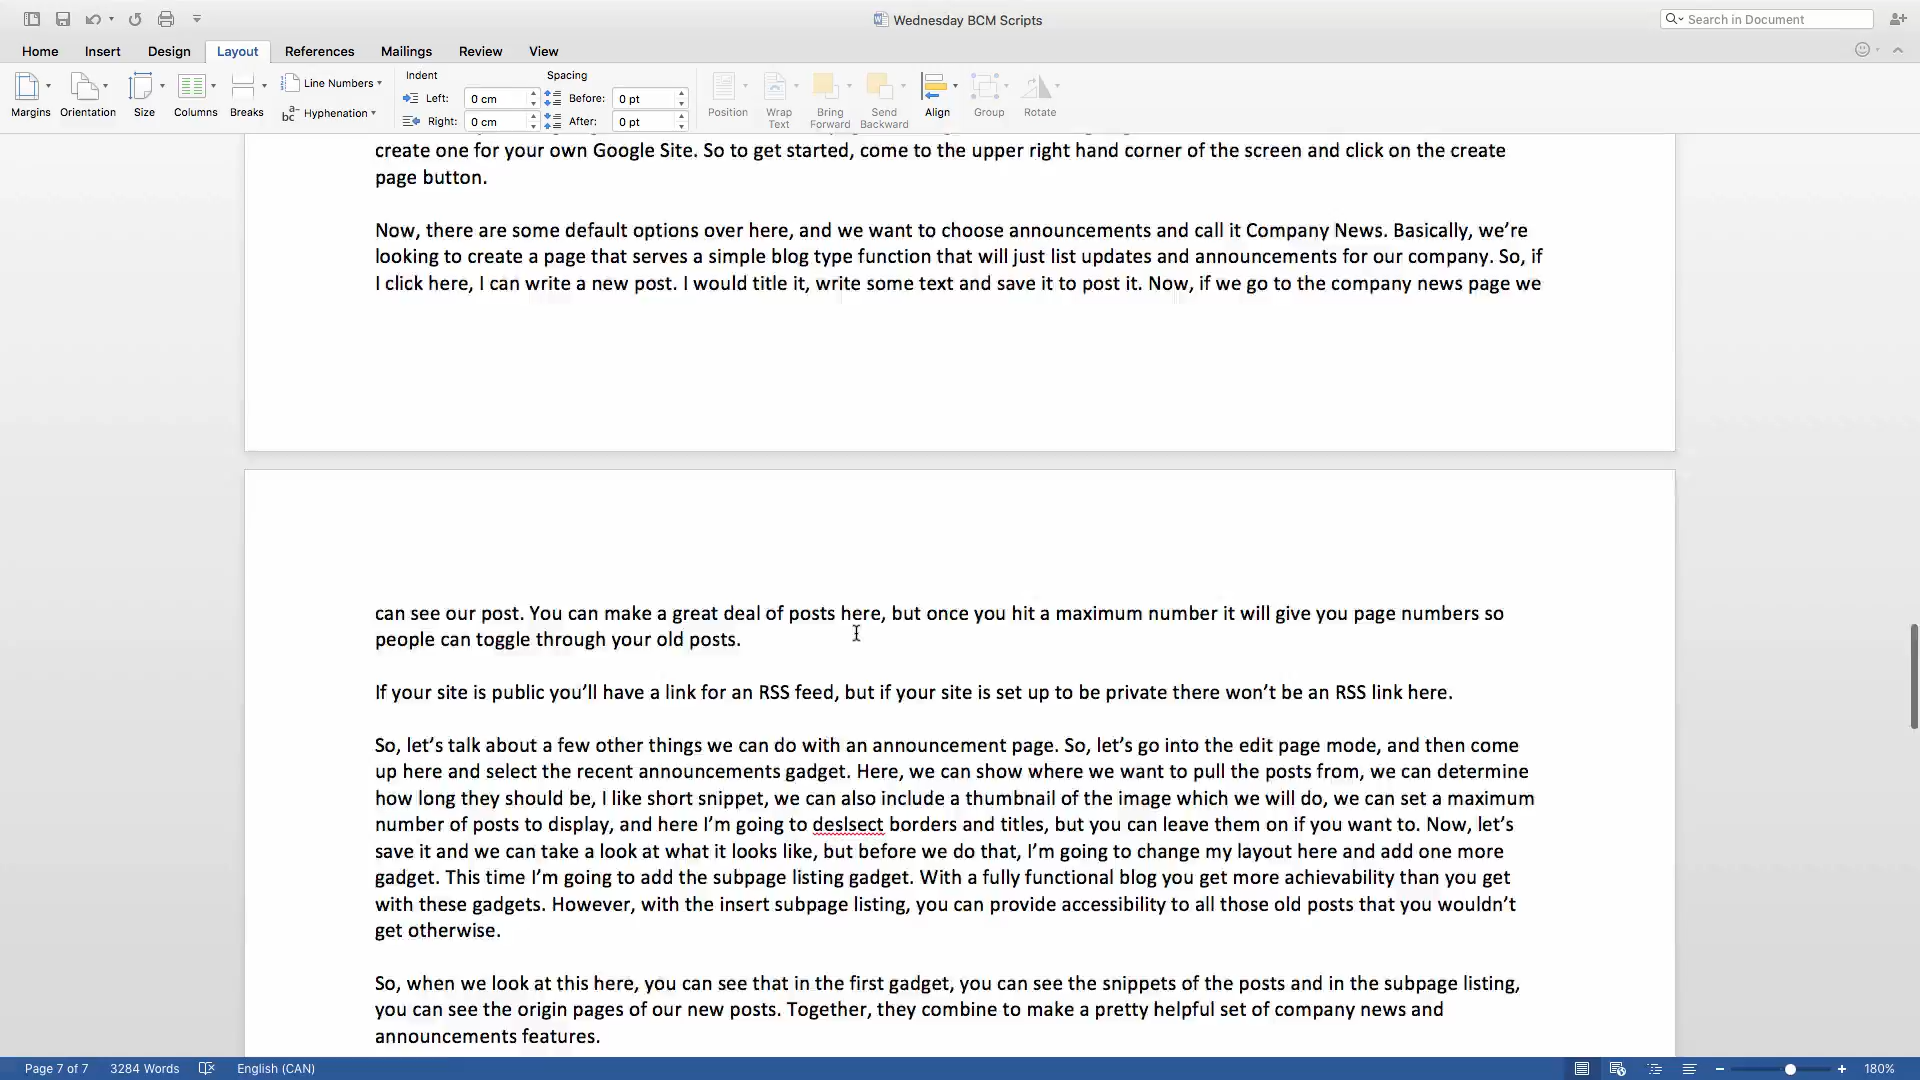 Wednesday BCM Scripts
Search in Document
Home Insert Design Layout References Mailings Review View
Margins Orientation Size Columns Breaks
Line Numbers
Hyphenation
Indent
Left: 0 cm
Right: 0 cm
Spacing
Before: 0 pt
After: 0 pt
Position Wrap Text Bring Forward Send Backward Align Group Rotate
create one for your own Google Site. So to get started, come to the upper right hand corner of the screen and click on the create
page button.
Now, there are some default options over here, and we want to choose announcements and call it Company News. Basically, we’re
looking to create a page that serves a simple blog type function that will just list updates and announcements for our company. So, if
I click here, I can write a new post. I would title it, write some text and save it to post it. Now, if we go to the company news page we
can see our post. You can make a great deal of posts here, but once you hit a maximum number it will give you page numbers so
people can toggle through your old posts.
If your site is public you’ll have a link for an RSS feed, but if your site is set up to be private there won’t be an RSS link here.
So, let’s talk about a few other things we can do with an announcement page. So, let’s go into the edit page mode, and then come
up here and select the recent announcements gadget. Here, we can show where we want to pull the posts from, we can determine
how long they should be, I like short snippet, we can also include a thumbnail of the image which we will do, we can set a maximum
number of posts to display, and here I’m going to deslsect borders and titles, but you can leave them on if you want to. Now, let’s
save it and we can take a look at what it looks like, but before we do that, I’m going to change my layout here and add one more
gadget. This time I’m going to add the subpage listing gadget. With a fully functional blog you get more achievability than you get
with these gadgets. However, with the insert subpage listing, you can provide accessibility to all those old posts that you wouldn’t
get otherwise.
So, when we look at this here, you can see that in the first gadget, you can see the snippets of the posts and in the subpage listing,
you can see the origin pages of our new posts. Together, they combine to make a pretty helpful set of company news and
announcements features.
Page 7 of 7 3284 Words English (CAN) 180%